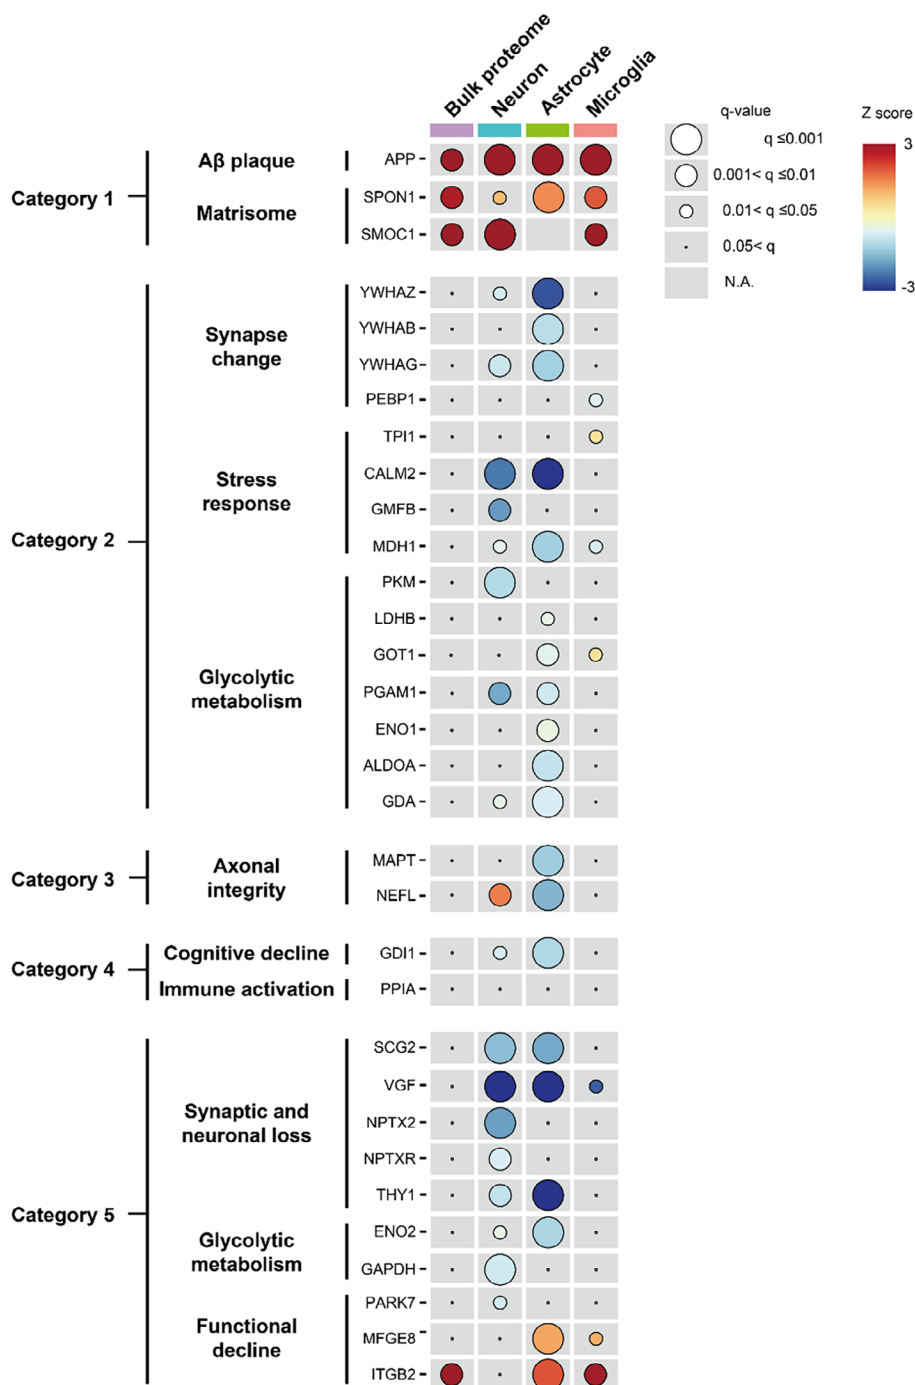 Bulk proteome
Neuron
Astrocyte
Microglia
q-value
q ≤0.001
0.001< q ≤0.01
0.01< q ≤0.05
0.05< q
N.A.
Z score
3
-3
Category 1
Aβ plaque
APP
Matrisome
SPON1
SMOC1
Category 2
Synapse
change
YWHAZ
YWHAB
YWHAG
PEBP1
Stress
response
TPI1
CALM2
GMFB
MDH1
Glycolytic
metabolism
PKM
LDHB
GOT1
PGAM1
ENO1
ALDOA
GDA
Category 3
Axonal
integrity
MAPT
NEFL
Category 4
Cognitive decline
GDI1
Immune activation
PPIA
Category 5
Synaptic and
neuronal loss
SCG2
VGF
NPTX2
NPTXR
THY1
Glycolytic
metabolism
ENO2
GAPDH
Functional
decline
PARK7
MFGE8
ITGB2